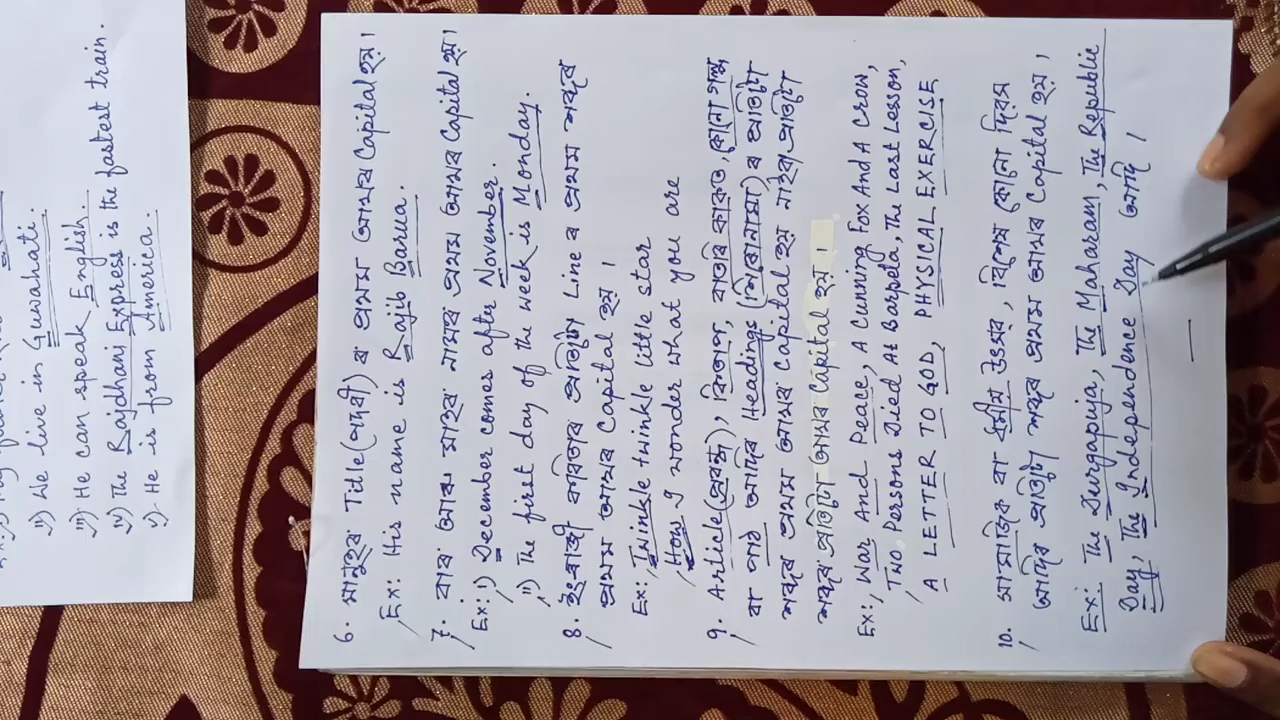 ii) We live in Guwahati.
iii) He can speak English.
iv) The Rajdhani Express is the fastest train.
v) He is from America.
6. মানুহৰ Title(পদবী) ৰ প্ৰথম আখৰ Capital হয়।
Ex: His name is Rajib Barua.
7. বাৰ আৰু মাহৰ নামৰ প্ৰথম আখৰ Capital হয়।
Ex: i) December comes after November.
ii) The first day of the week is Monday.
8. ইংৰাজী কবিতাৰ প্ৰতিটো Line ৰ প্ৰথম শব্দৰ
প্ৰথম আখৰ Capital হয়।
Ex: Twinkle twinkle little star
How I wonder what you are
9. Article(প্ৰবন্ধ), কিতাপ, বাতৰি কাকত, কোনো গল্প
বা পাঠ আদিৰ Headings (শিৰোনামা) ৰ প্ৰতিটো
শব্দৰ প্ৰথম আখৰ Capital হয় নাইবা প্ৰতিটো
শব্দৰ প্ৰতিটো আখৰ Capital হয়।
Ex: War And Peace, A Cunning Fox And A Crow,
Two Persons Died At Barpela, The Last Lesson,
A LETTER TO GOD, PHYSICAL EXERCISE
10. সামাজিক বা ধৰ্মীয় উৎসৱ, বিশেষ কোনো দিৱস
আদিৰ প্ৰতিটো শব্দৰ প্ৰথম আখৰ Capital হয়।
Ex: The Durgapuja, The Maharam, The Republic
Day, The Independence Day আদি।